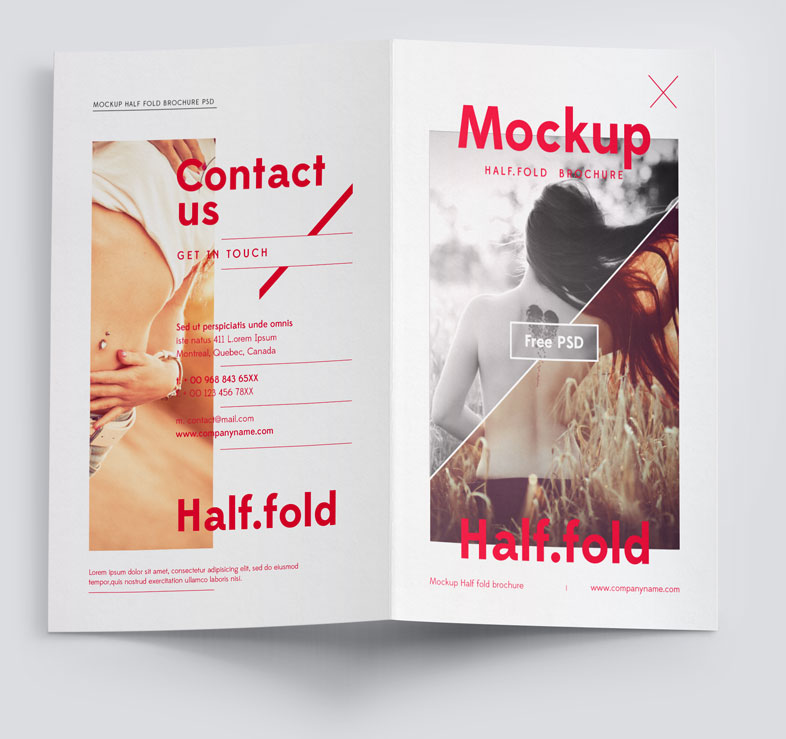 MOCKUP HALF FOLD BROCHURE PSD
Contact
us
GET IN TOUCH
Sed ut perspiciatis unde omnis
iste natus 411 Lorem Ipsum
Montreal, Quebec, Canada
+ 00 968 843 65XX
+ 00 123 456 78XX
m. contact@mail.com
www.companyname.com
Half.fold
Lorem ipsum dolor sit amet, consectetur adipisicing elit, sed do eiusmod
tempor,quis nostrud exercitation ullamco laboris nisi.
Mockup
HALF.FOLD BROCHURE
Free PSD
Half.fold
Mockup Half fold brochure | www.companyname.com